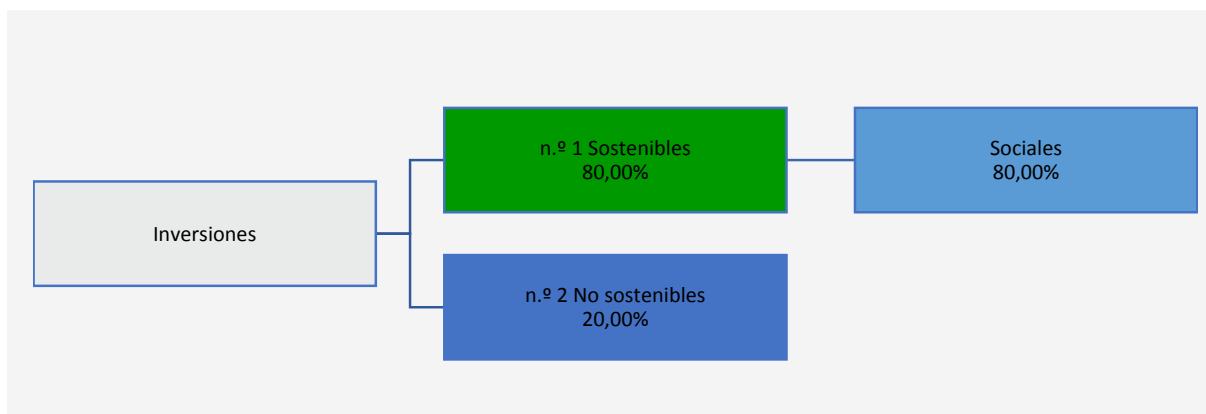 n.º 1 Sostenibles
80,00%
Sociales
80,00%
Inversiones
n.º 2 No sostenibles
20,00%